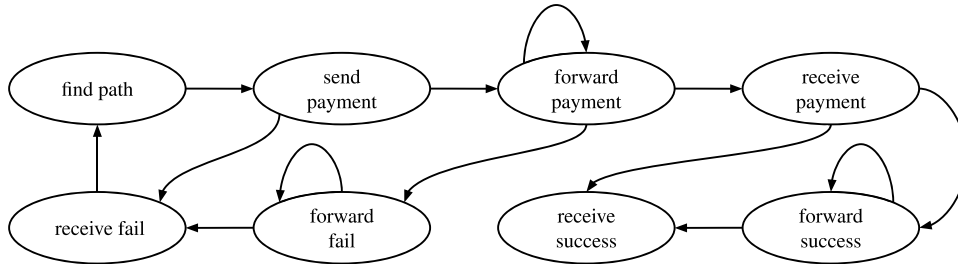 find path
send
payment
forward
payment
receive
payment
receive fail
forward
fail
receive
success
forward
success